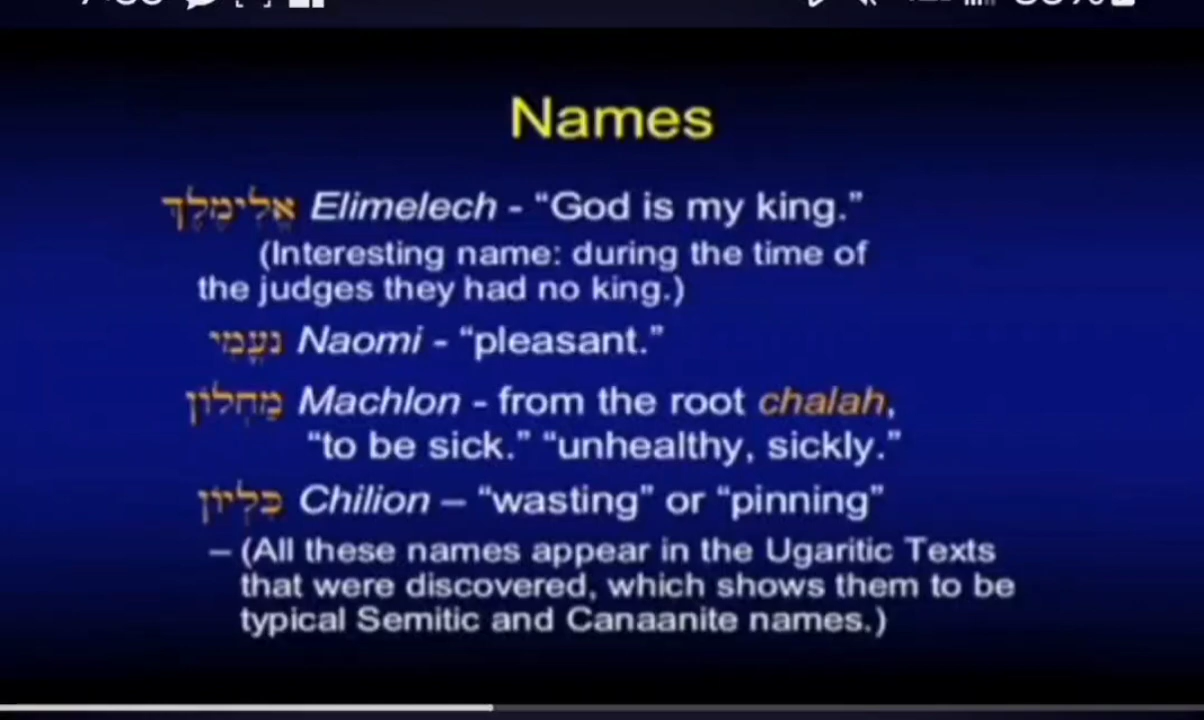 Names
אֱלִימֶלֶךְ Elimelech - “God is my king.”
(Interesting name: during the time of
the judges they had no king.)
נָעֳמִי Naomi - “pleasant.”
מַחְלוֹן Machlon - from the root chalah,
“to be sick.” “unhealthy, sickly.”
כִּלְיוֹן Chilion – “wasting” or “pinning”
– (All these names appear in the Ugaritic Texts
that were discovered, which shows them to be
typical Semitic and Canaanite names.)